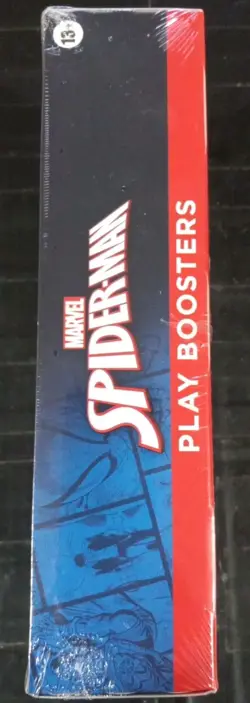 13+
MARVEL
SPIDER-MAN
PLAY BOOSTERS